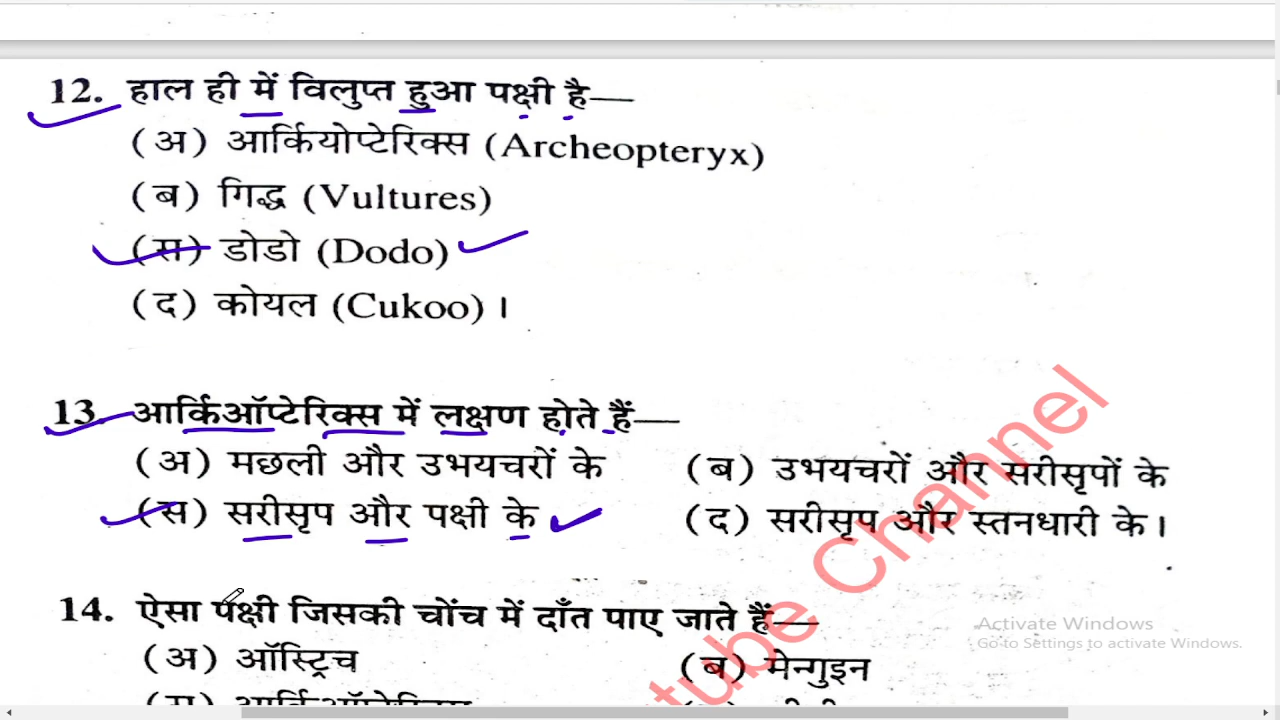 12. हाल ही में विलुप्त हुआ पक्षी है—
(अ) आर्कियोप्टेरिक्स (Archeopteryx)
(ब) गिद्ध (Vultures)
(स) डोडो (Dodo)
(द) कोयल (Cukoo) ।
13. आर्किऑप्टेरिक्स में लक्षण होते हैं—
(अ) मछली और उभयचरों के (ब) उभयचरों और सरीसृपों के
(स) सरीसृप और पक्षी के (द) सरीसृप और स्तनधारी के ।
14. ऐसा पक्षी जिसकी चोंच में दाँत पाए जाते हैं—
(अ) ऑस्ट्रिच (ब) मेन्गुइन
tube Channel
Activate Windows
Go to Settings to activate Windows.